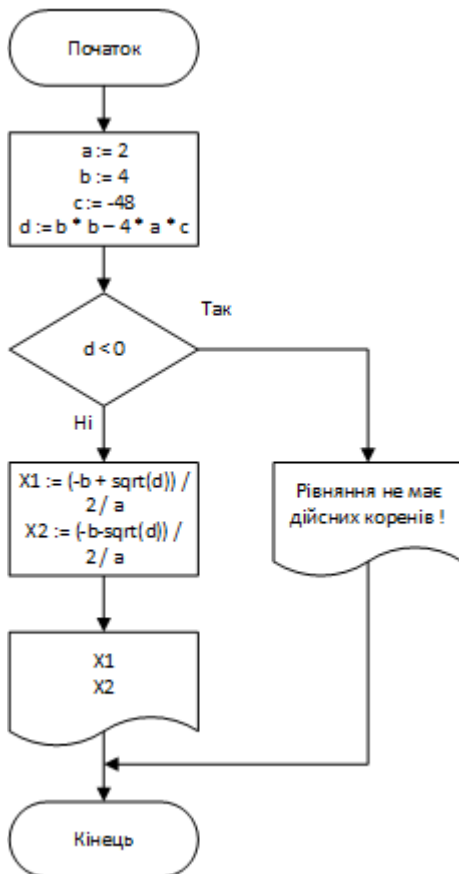 Початок
a := 2
b := 4
c := -48
d := b * b – 4 * a * c
d < 0
Так
Ні
X1 := (-b + sqrt(d)) /
2 / a
X2 := (-b-sqrt(d)) /
2 / a
Рівняння не має
дійсних коренів !
X1
X2
Кінець